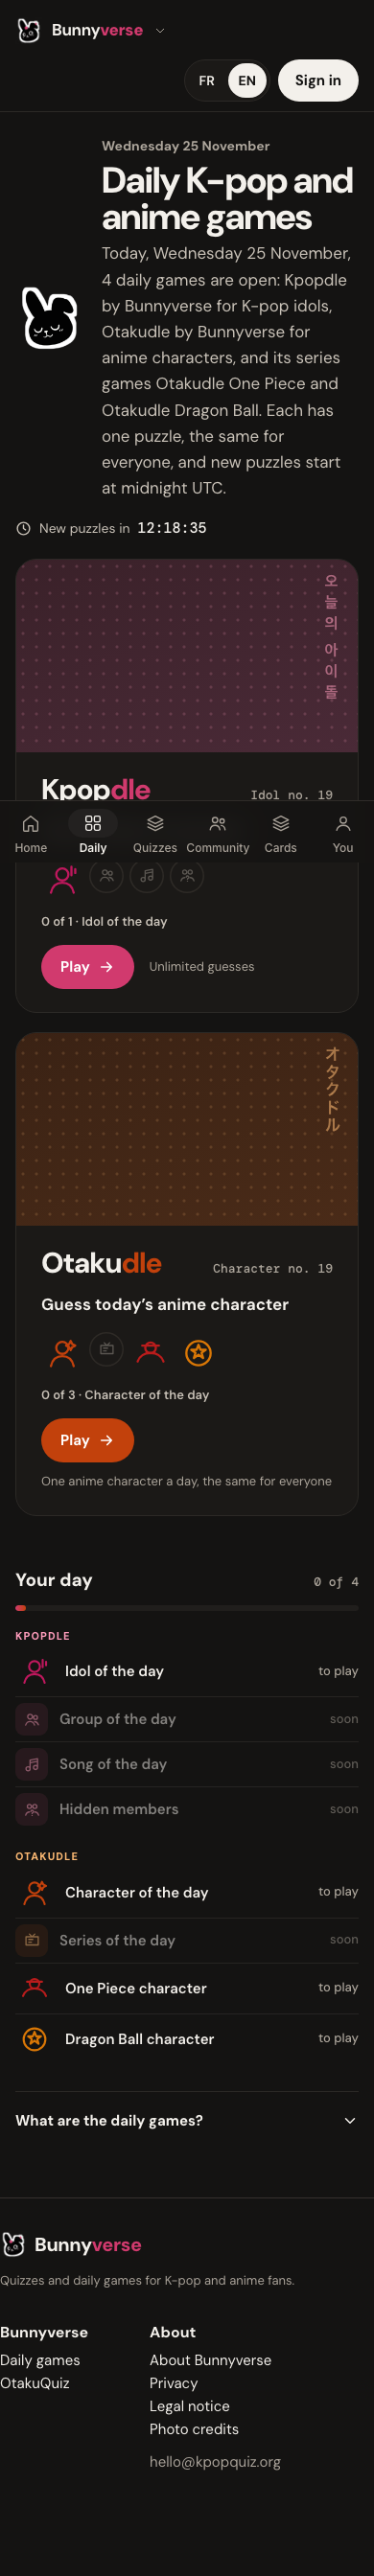 Bunnyverse
FR
EN
Sign in
Wednesday 25 November
Daily K-pop and
anime games
Today, Wednesday 25 November,
4 daily games are open: Kpopdle
by Bunnyverse for K-pop idols,
Otakudle by Bunnyverse for
anime characters, and its series
games Otakudle One Piece and
Otakudle Dragon Ball. Each has
one puzzle, the same for
everyone, and new puzzles start
at midnight UTC.
New puzzles in 12:18:35
오늘의 아이돌
Kpopdle
Idol no. 19
Home
Daily
Quizzes
Community
Cards
You
0 of 1 · Idol of the day
Play →
Unlimited guesses
オタクドル
Otakudle
Character no. 19
Guess today’s anime character
0 of 3 · Character of the day
Play →
One anime character a day, the same for everyone
Your day
0 of 4
KPOPDLE
Idol of the day
to play
Group of the day
soon
Song of the day
soon
Hidden members
soon
OTAKUDLE
Character of the day
to play
Series of the day
soon
One Piece character
to play
Dragon Ball character
to play
What are the daily games?
Bunnyverse
Quizzes and daily games for K-pop and anime fans.
Bunnyverse
Daily games
OtakuQuiz
About
About Bunnyverse
Privacy
Legal notice
Photo credits
hello@kpopquiz.org